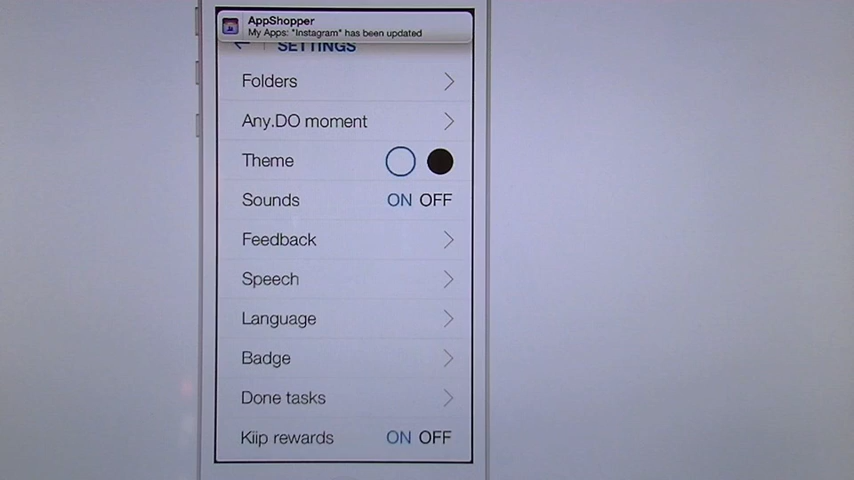 AppShopper
My Apps: "Instagram" has been updated
SETTINGS
Folders
Any.DO moment
Theme
Sounds ON OFF
Feedback
Speech
Language
Badge
Done tasks
Kiip rewards ON OFF